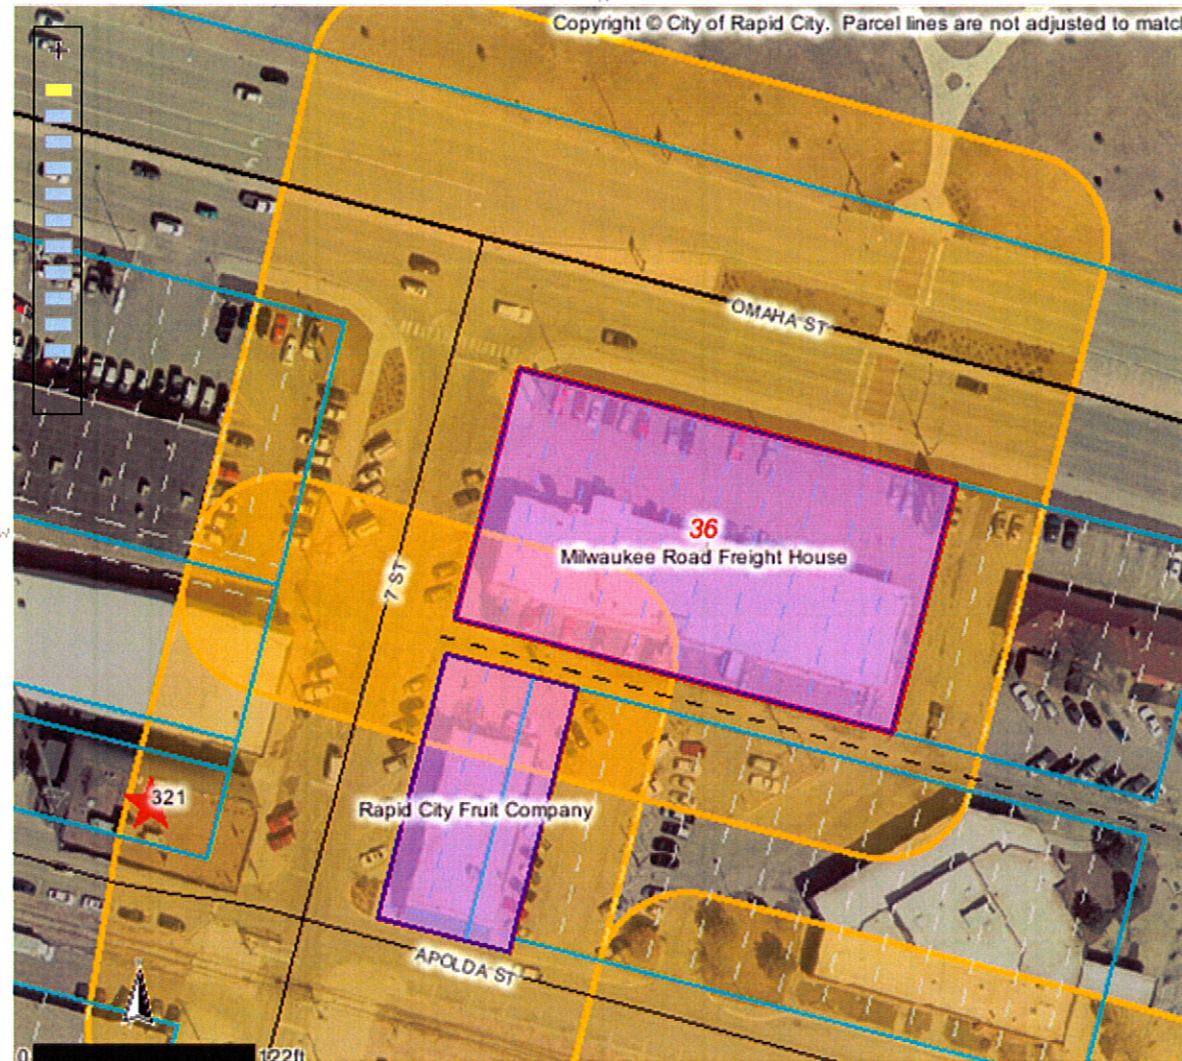 Copyright © City of Rapid City. Parcel lines are not adjusted to matc
OMAHA ST
36
Milwaukee Road Freight House
7 ST
321
Rapid City Fruit Company
APOLDA ST
0
122ft